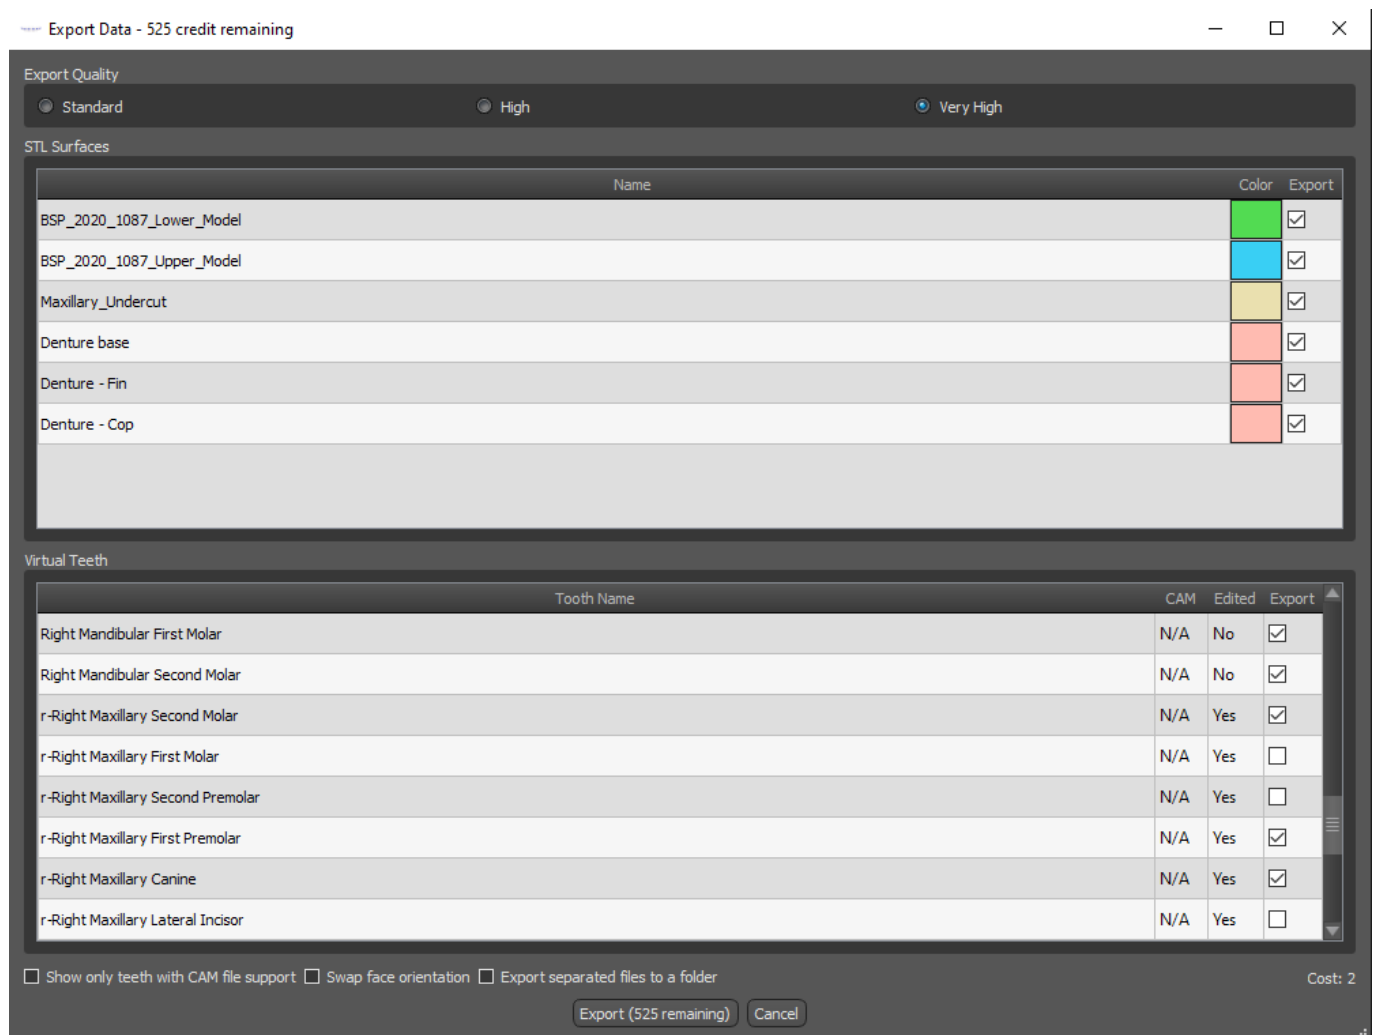 Export Data - 525 credit remaining
Export Quality
Standard High Very High
STL Surfaces
Name Color Export
BSP_2020_1087_Lower_Model
BSP_2020_1087_Upper_Model
Maxillary_Undercut
Denture base
Denture - Fin
Denture - Cop
Virtual Teeth
Tooth Name CAM Edited Export
Right Mandibular First Molar N/A No
Right Mandibular Second Molar N/A No
r-Right Maxillary Second Molar N/A Yes
r-Right Maxillary First Molar N/A Yes
r-Right Maxillary Second Premolar N/A Yes
r-Right Maxillary First Premolar N/A Yes
r-Right Maxillary Canine N/A Yes
r-Right Maxillary Lateral Incisor N/A Yes
Show only teeth with CAM file support Swap face orientation Export separated files to a folder Cost: 2
Export (525 remaining) Cancel